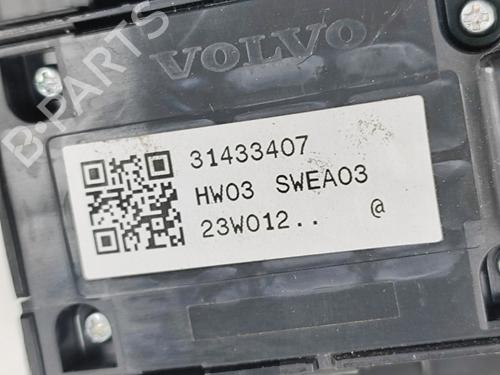 VOLVO
B-PARTS
31433407
HW03 SWEA03
23W012.. @